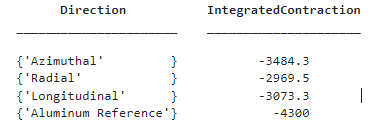 Direction IntegratedContraction
{'Azimuthal' } -3484.3
{'Radial' } -2969.5
{'Longitudinal' } -3073.3
{'Aluminum Reference'} -4300